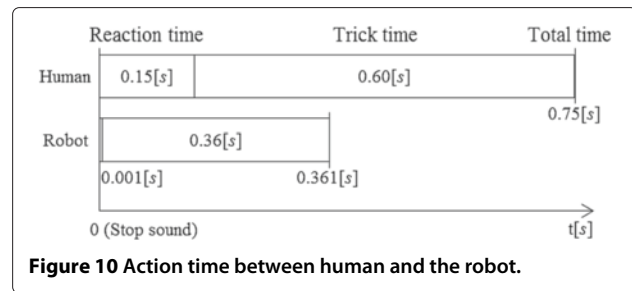 Reaction time Trick time Total time
Human 0.15[s] 0.60[s]
0.75[s]
Robot 0.36[s]
0.001[s] 0.361[s]
0 (Stop sound) t[s]
Figure 10 Action time between human and the robot.